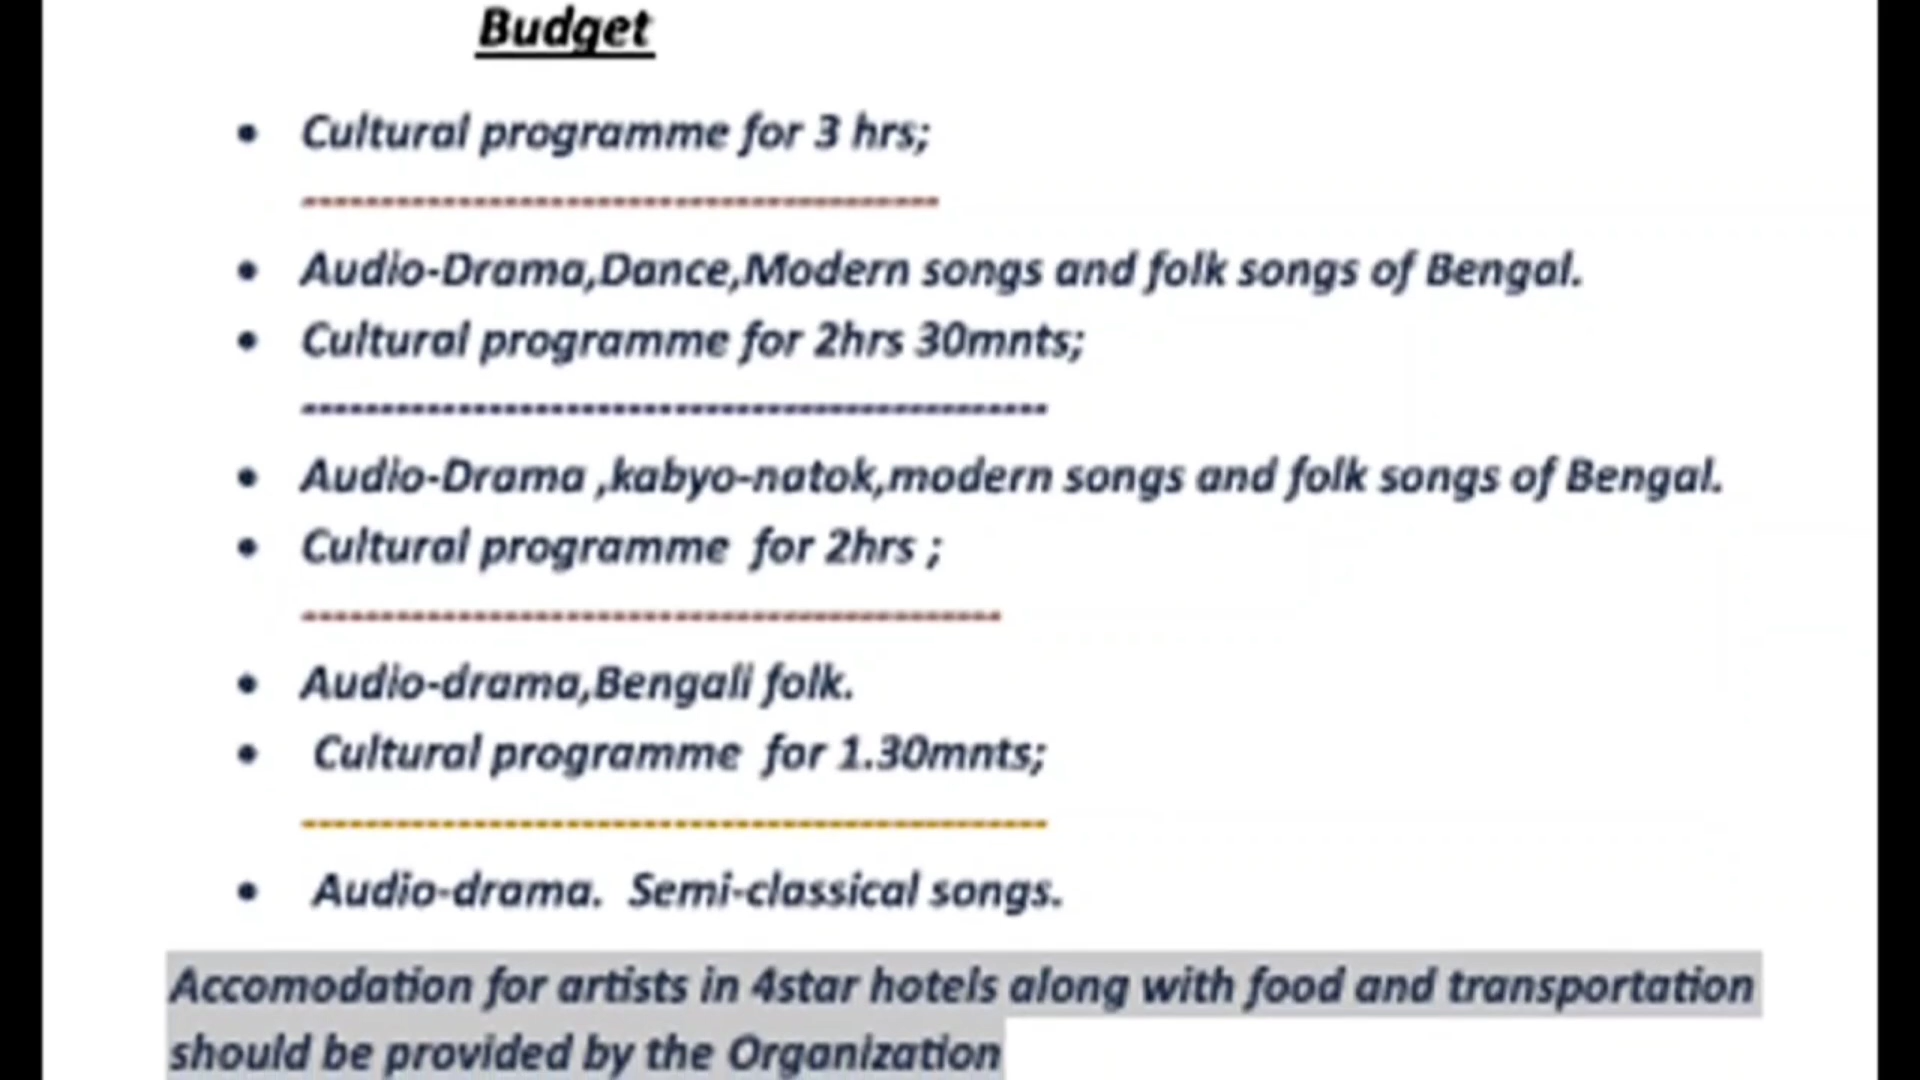 Budget
• Cultural programme for 3 hrs;
-----------------------------------------
• Audio-Drama,Dance,Modern songs and folk songs of Bengal.
• Cultural programme for 2hrs 30mnts;
------------------------------------------------
• Audio-Drama ,kabyo-natok,modern songs and folk songs of Bengal.
• Cultural programme  for 2hrs ;
---------------------------------------------
• Audio-drama,Bengali folk.
•  Cultural programme  for 1.30mnts;
------------------------------------------------
•  Audio-drama.  Semi-classical songs.
Accomodation for artists in 4star hotels along with food and transportation
should be provided by the Organization